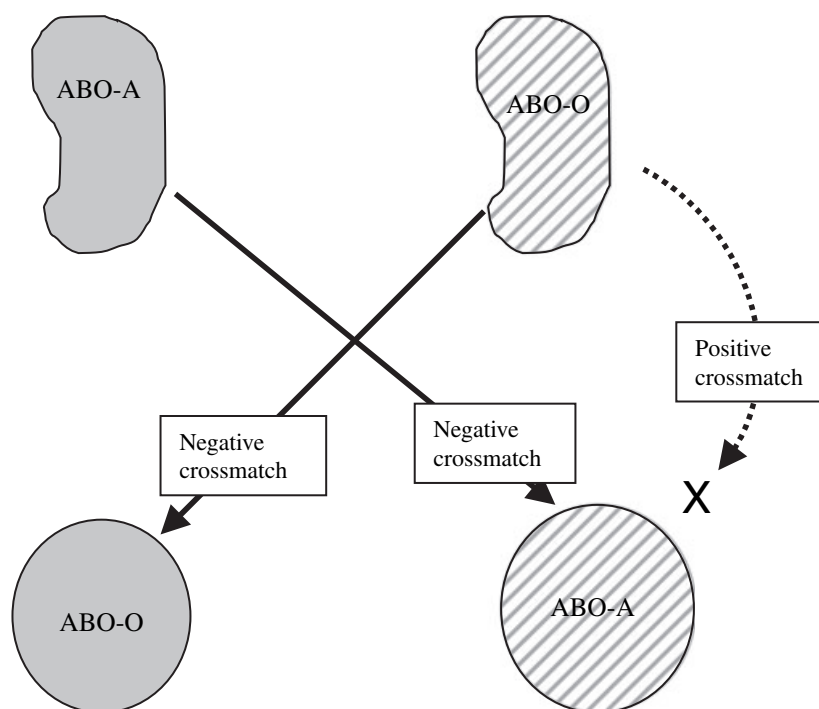 ABO-A
ABO-O
Positive
crossmatch
Negative
crossmatch
Negative
crossmatch
X
ABO-O
ABO-A